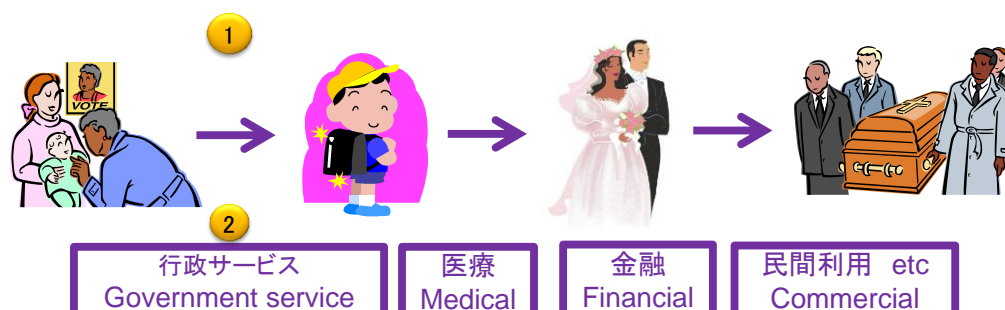 1
VOTE
2
行政サービス
Government service
医療
Medical
金融
Financial
民間利用 etc
Commercial